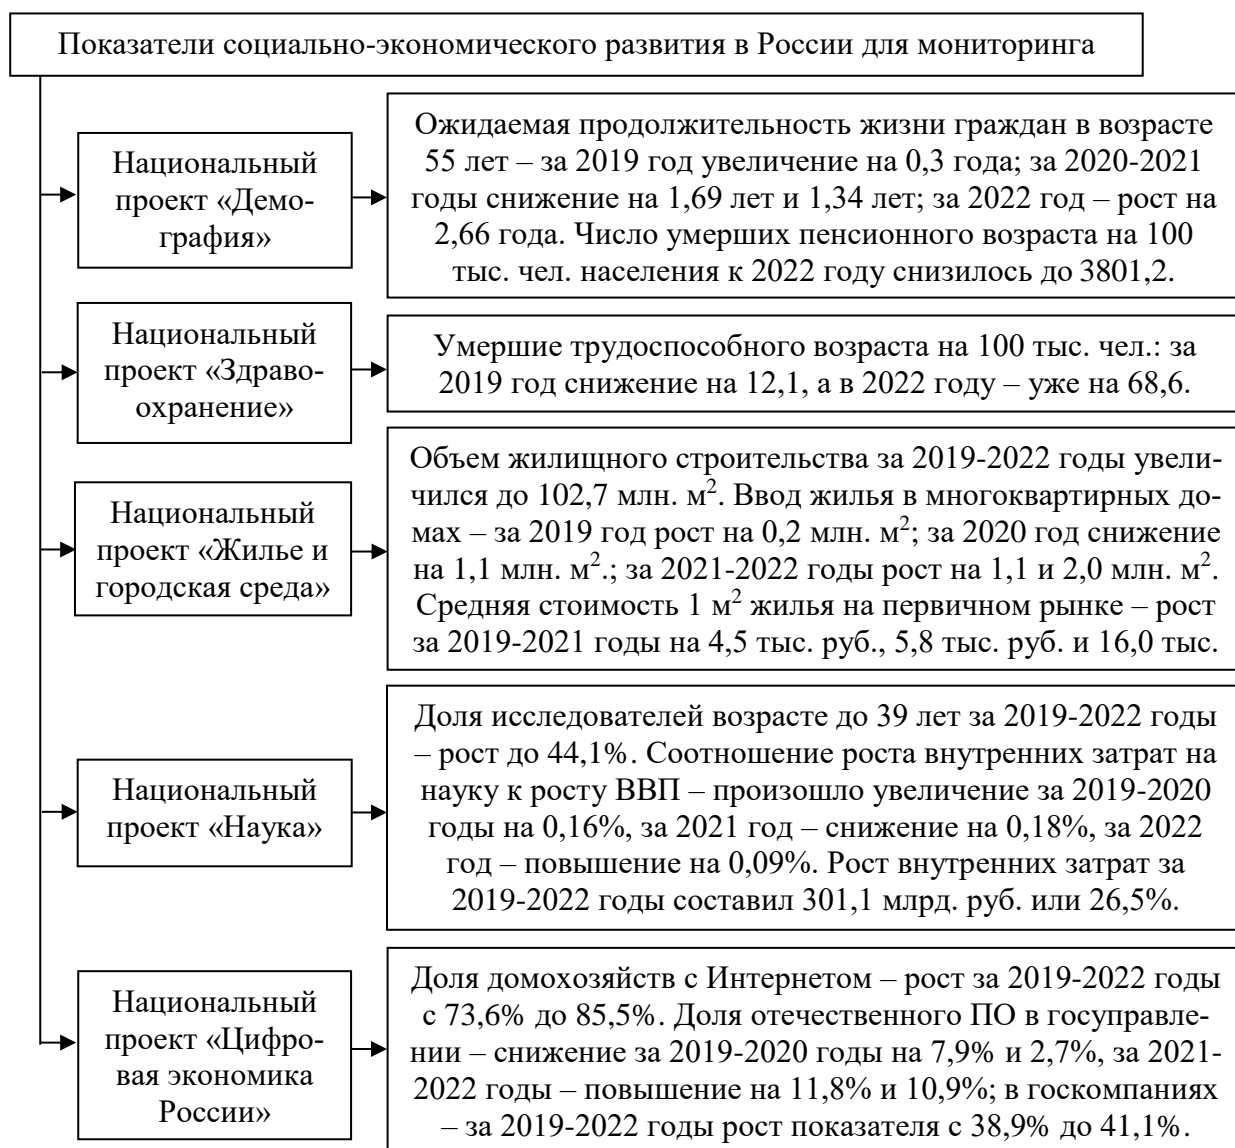 Показатели социально-экономического развития в России для мониторинга
Национальный
проект «Демо-
графия»
Ожидаемая продолжительность жизни граждан в возрасте
55 лет – за 2019 год увеличение на 0,3 года; за 2020-2021
годы снижение на 1,69 лет и 1,34 лет; за 2022 год – рост на
2,66 года. Число умерших пенсионного возраста на 100
тыс. чел. населения к 2022 году снизилось до 3801,2.
Национальный
проект «Здраво-
охранение»
Умершие трудоспособного возраста на 100 тыс. чел.: за
2019 год снижение на 12,1, а в 2022 году – уже на 68,6.
Национальный
проект «Жилье и
городская среда»
Объем жилищного строительства за 2019-2022 годы увели-
чился до 102,7 млн. м². Ввод жилья в многоквартирных до-
мах – за 2019 год рост на 0,2 млн. м²; за 2020 год снижение
на 1,1 млн. м².; за 2021-2022 годы рост на 1,1 и 2,0 млн. м².
Средняя стоимость 1 м² жилья на первичном рынке – рост
за 2019-2021 годы на 4,5 тыс. руб., 5,8 тыс. руб. и 16,0 тыс.
Национальный
проект «Наука»
Доля исследователей возрасте до 39 лет за 2019-2022 годы
– рост до 44,1%. Соотношение роста внутренних затрат на
науку к росту ВВП – произошло увеличение за 2019-2020
годы на 0,16%, за 2021 год – снижение на 0,18%, за 2022
год – повышение на 0,09%. Рост внутренних затрат за
2019-2022 годы составил 301,1 млрд. руб. или 26,5%.
Национальный
проект «Цифро-
вая экономика
России»
Доля домохозяйств с Интернетом – рост за 2019-2022 годы
с 73,6% до 85,5%. Доля отечественного ПО в госуправле-
нии – снижение за 2019-2020 годы на 7,9% и 2,7%, за 2021-
2022 годы – повышение на 11,8% и 10,9%; в госкомпаниях
– за 2019-2022 годы рост показателя с 38,9% до 41,1%.